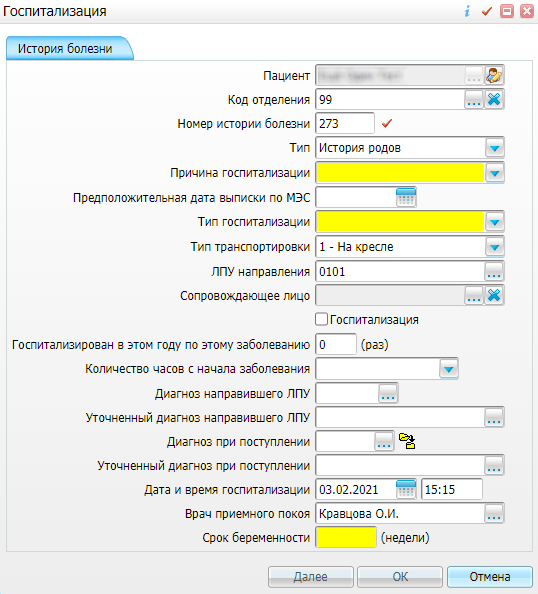 Госпитализация
История болезни
Пациент
Код отделения 99
Номер истории болезни 273
Тип История родов
Причина госпитализации
Предположительная дата выписки по МЭС
Тип госпитализации
Тип транспортировки 1 - На кресле
ЛПУ направления 0101
Сопровождающее лицо
Госпитализация
Госпитализирован в этом году по этому заболеванию 0 (раз)
Количество часов с начала заболевания
Диагноз направившего ЛПУ
Уточненный диагноз направившего ЛПУ
Диагноз при поступлении
Уточненный диагноз при поступлении
Дата и время госпитализации 03.02.2021 15:15
Врач приемного покоя Кравцова О.И.
Срок беременности (недели)
Далее ОК Отмена